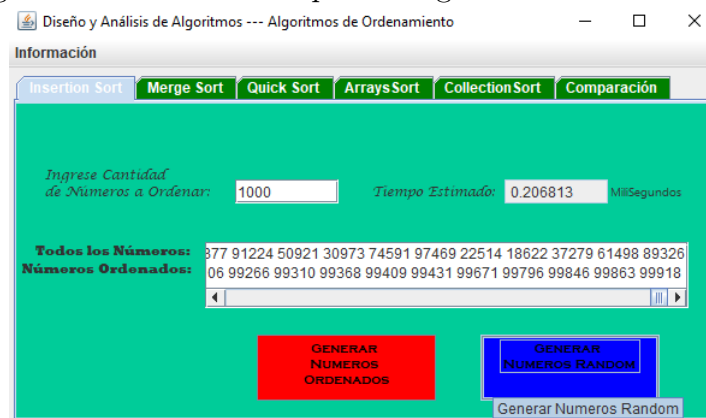 Diseño y Análisis de Algoritmos --- Algoritmos de Ordenamiento
Información
Insertion Sort Merge Sort Quick Sort Arrays Sort Collection Sort Comparación
Ingrese Cantidad
de Números a Ordenar: 1000 Tiempo Estimado: 0.206813 MiliSegundos
Todos los Números: 377 91224 50921 30973 74591 97469 22514 18622 37279 61498 89326
Números Ordenados: 06 99266 99310 99368 99409 99431 99671 99796 99846 99863 99918
GENERAR
NUMEROS
ORDENADOS
GENERAR
NUMEROS RANDOM
Generar Numeros Random